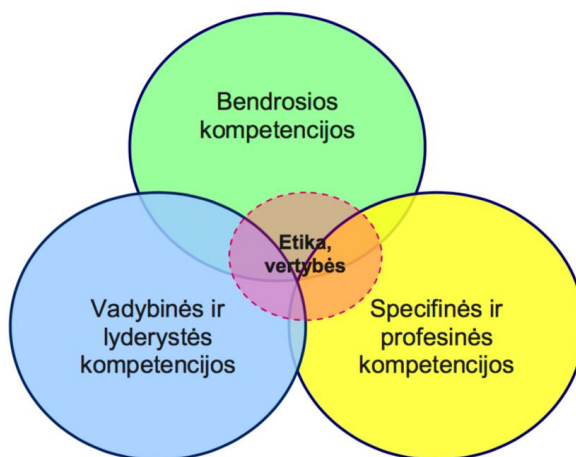 Bendrosios
kompetencijos
Etika,
vertybės
Vadybinės ir
lyderystės
kompetencijos
Specifinės ir
profesinės
kompetencijos